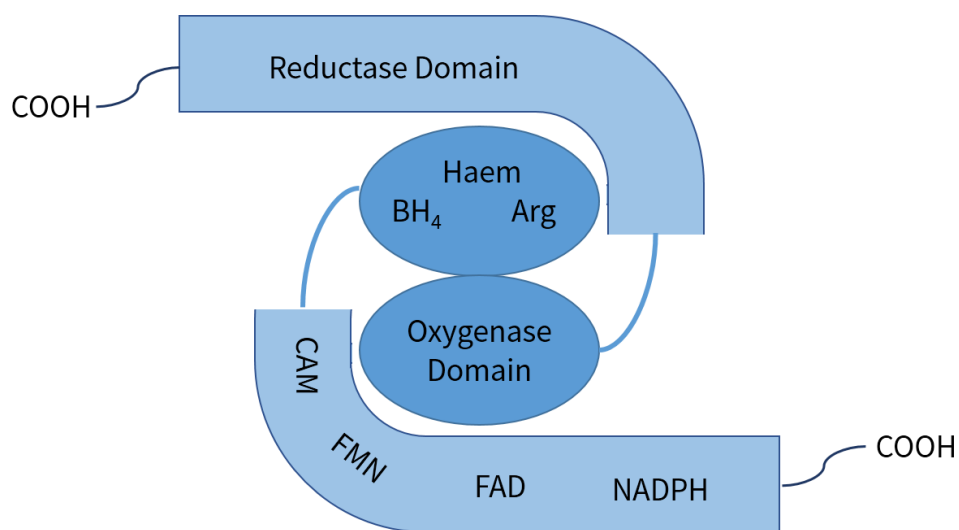 Reductase Domain
COOH
Haem
BH₄ Arg
Oxygenase
Domain
CAM
FMN
FAD
NADPH
COOH